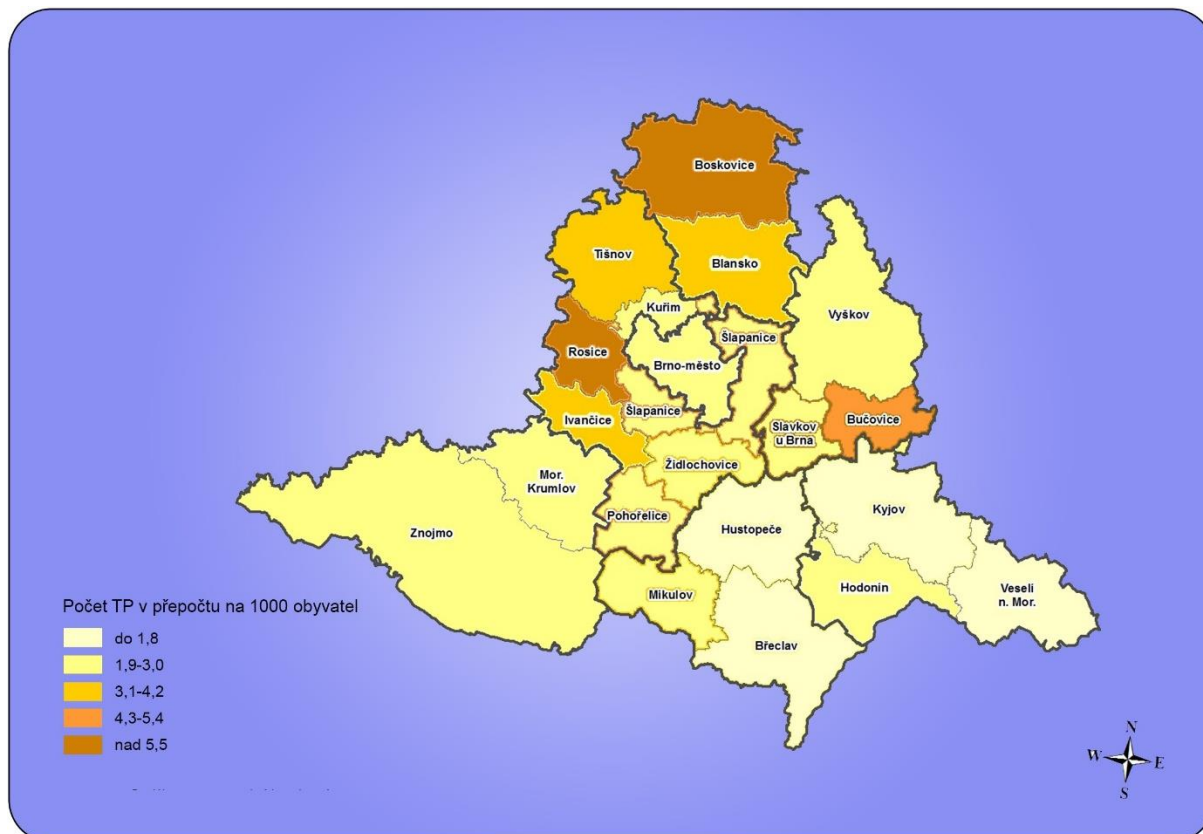 Boskovice
Tišnov
Blansko
Kuřim
Vyškov
Šlapanice
Rosice
Brno-město
Šlapanice
Ivančice
Slavkov
u Brna
Bučovice
Židlochovice
Mor.
Krumlov
Pohořelice
Znojmo
Hustopeče
Kyjov
Mikulov
Hodonín
Veselí
n. Mor.
Břeclav
Počet TP v přepočtu na 1000 obyvatel
do 1,8
1,9-3,0
3,1-4,2
4,3-5,4
nad 5,5
N
W
E
S